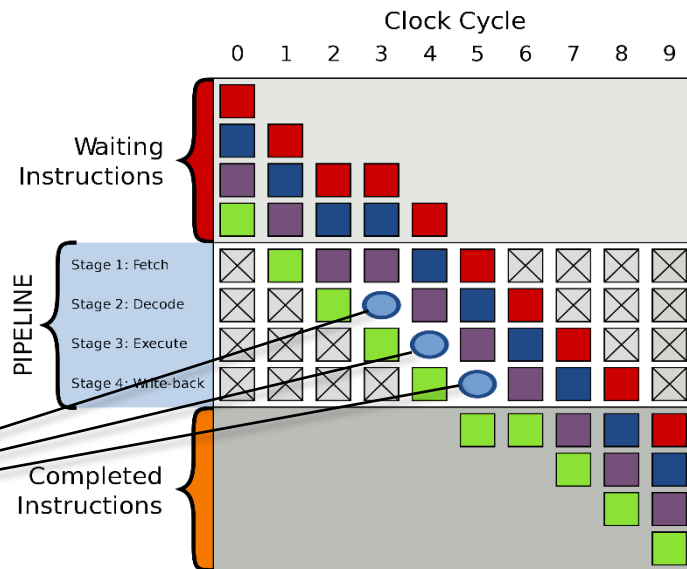 Clock Cycle
0 1 2 3 4 5 6 7 8 9
Waiting
Instructions
PIPELINE
Stage 1: Fetch
Stage 2: Decode
Stage 3: Execute
Stage 4: Write-back
Completed
Instructions